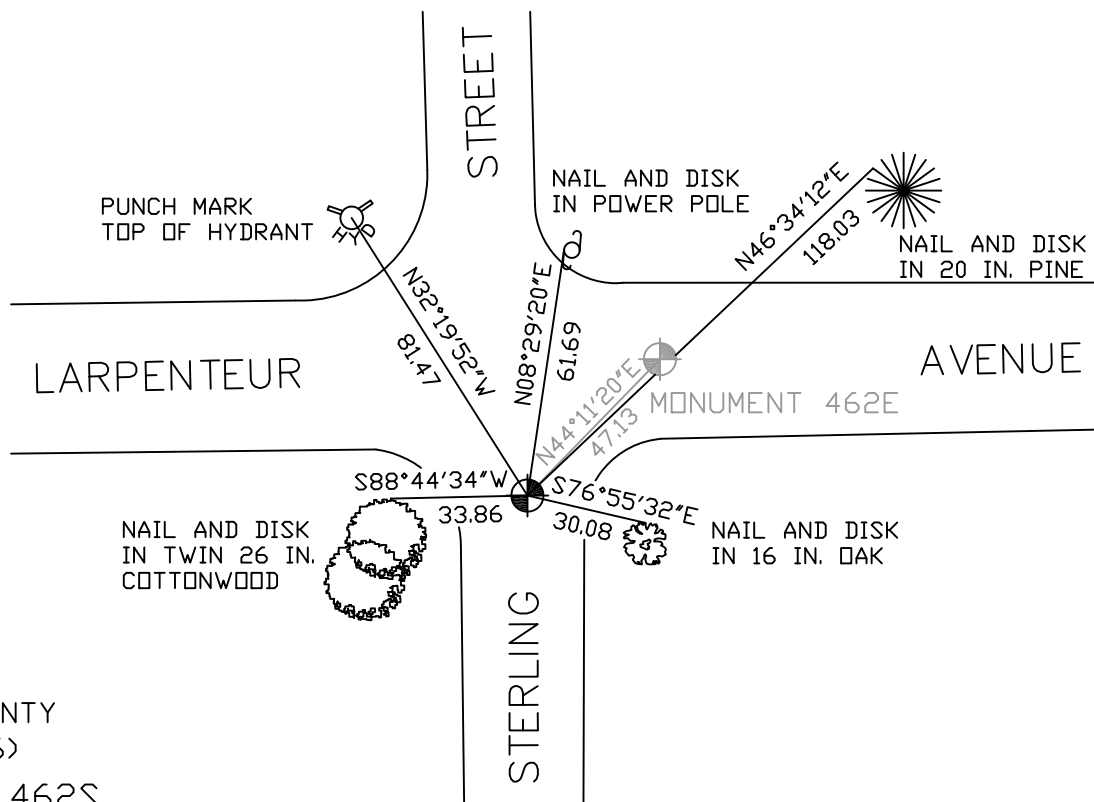 STREET
NAIL AND DISK
IN POWER POLE
N46°34'12"E
118.03
PUNCH MARK
TOP OF HYDRANT
HYD
NAIL AND DISK
IN 20 IN. PINE
N32°19'52"W
81.47
N08°29'20"E
61.69
LARPENTEUR
AVENUE
N44°11'20"E
47.13
MONUMENT 462E
S88°44'34"W
33.86
S76°55'32"E
30.08
NAIL AND DISK
IN TWIN 26 IN.
COTTONWOOD
NAIL AND DISK
IN 16 IN. OAK
STERLING
NTY
)
462S